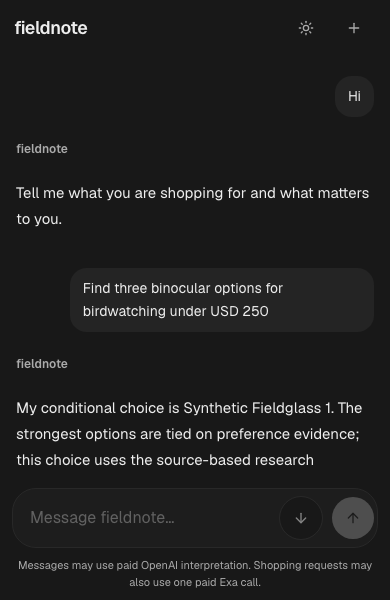 fieldnote
Hi
fieldnote
Tell me what you are shopping for and what matters
to you.
Find three binocular options for
birdwatching under USD 250
fieldnote
My conditional choice is Synthetic Fieldglass 1. The
strongest options are tied on preference evidence;
this choice uses the source-based research
Message fieldnote...
Messages may use paid OpenAI interpretation. Shopping requests may
also use one paid Exa call.